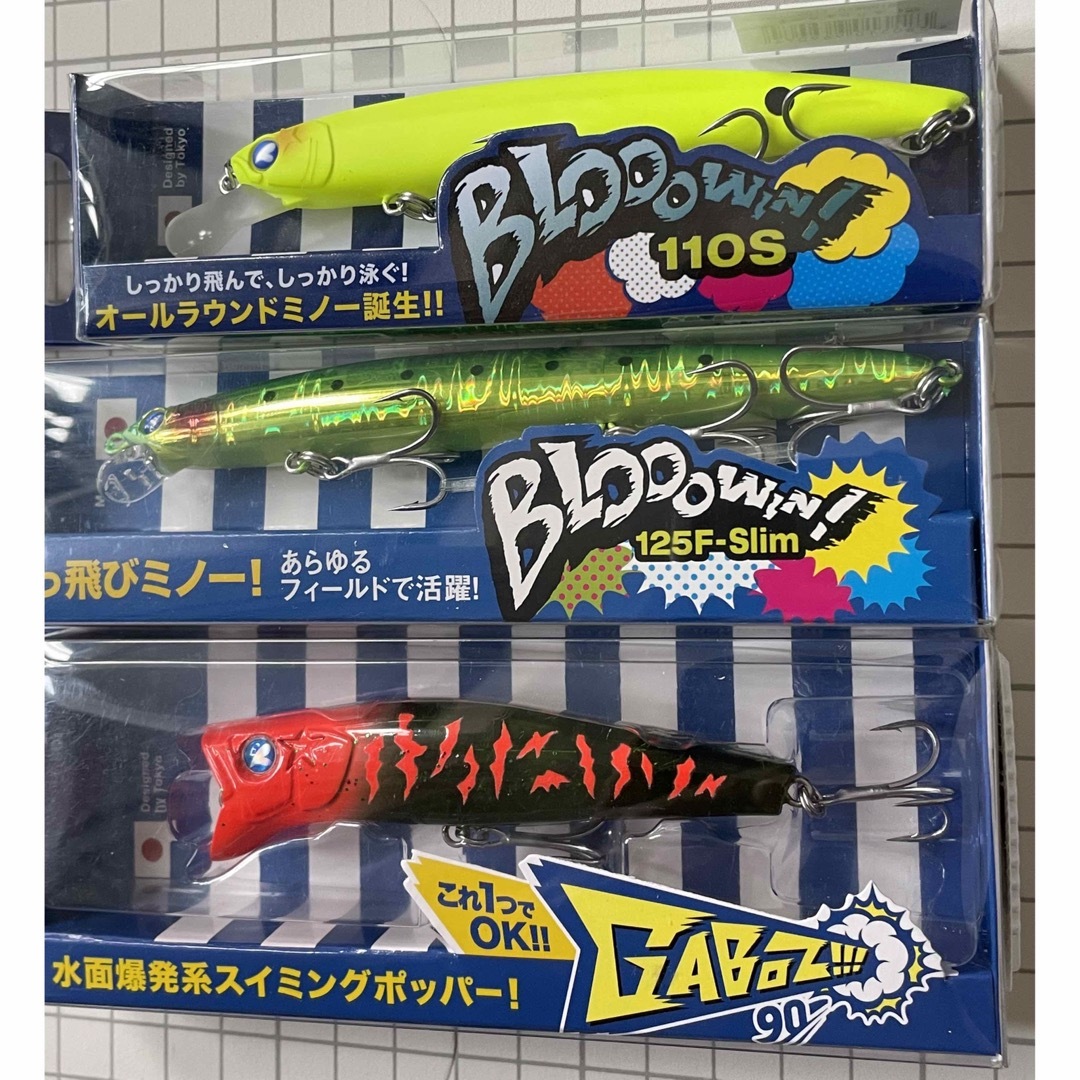 Designed
by Tokyo
BLOOOWIN!
110S
しっかり飛んで、しっかり泳ぐ!
オールラウンドミノー誕生!!
BLOOOWIN!
125F-Slim
っ飛びミノー!
あらゆる
フィールドで活躍!
Designed
by Tokyo
これ1つで
OK!!
GABOZ!!!
90
水面爆発系スイミングポッパー!